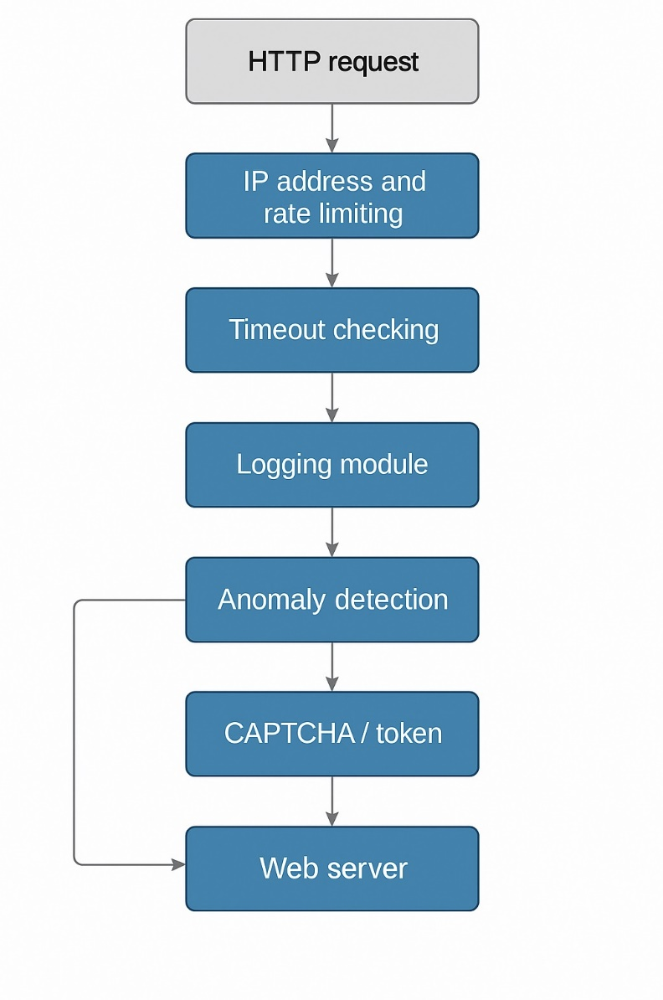 HTTP request
IP address and
rate limiting
Timeout checking
Logging module
Anomaly detection
CAPTCHA / token
Web server